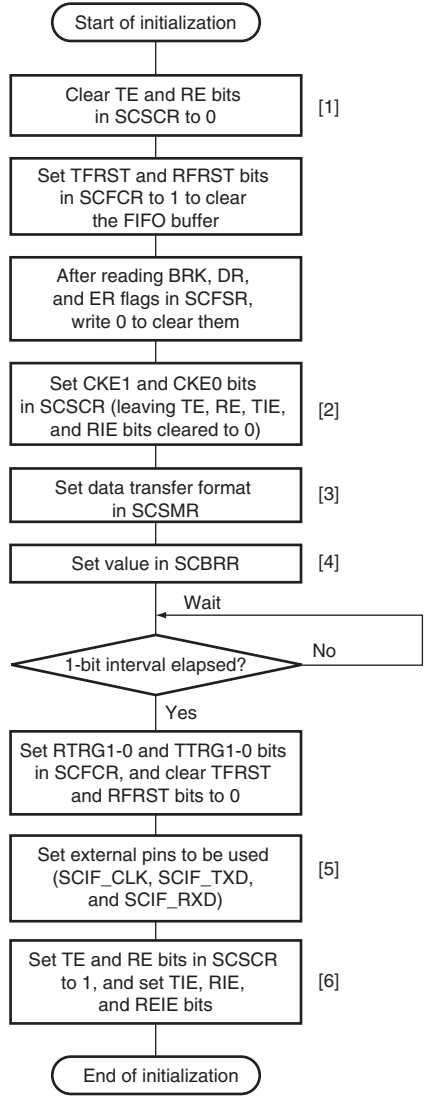 Start of initialization
Clear TE and RE bits
in SCSCR to 0
[1]
Set TFRST and RFRST bits
in SCFCR to 1 to clear
the FIFO buffer
After reading BRK, DR,
and ER flags in SCFSR,
write 0 to clear them
Set CKE1 and CKE0 bits
in SCSCR (leaving TE, RE, TIE,
and RIE bits cleared to 0)
[2]
Set data transfer format
in SCSMR
[3]
Set value in SCBRR
[4]
Wait
1-bit interval elapsed?
No
Yes
Set RTRG1-0 and TTRG1-0 bits
in SCFCR, and clear TFRST
and RFRST bits to 0
Set external pins to be used
(SCIF_CLK, SCIF_TXD,
and SCIF_RXD)
[5]
Set TE and RE bits in SCSCR
to 1, and set TIE, RIE,
and REIE bits
[6]
End of initialization